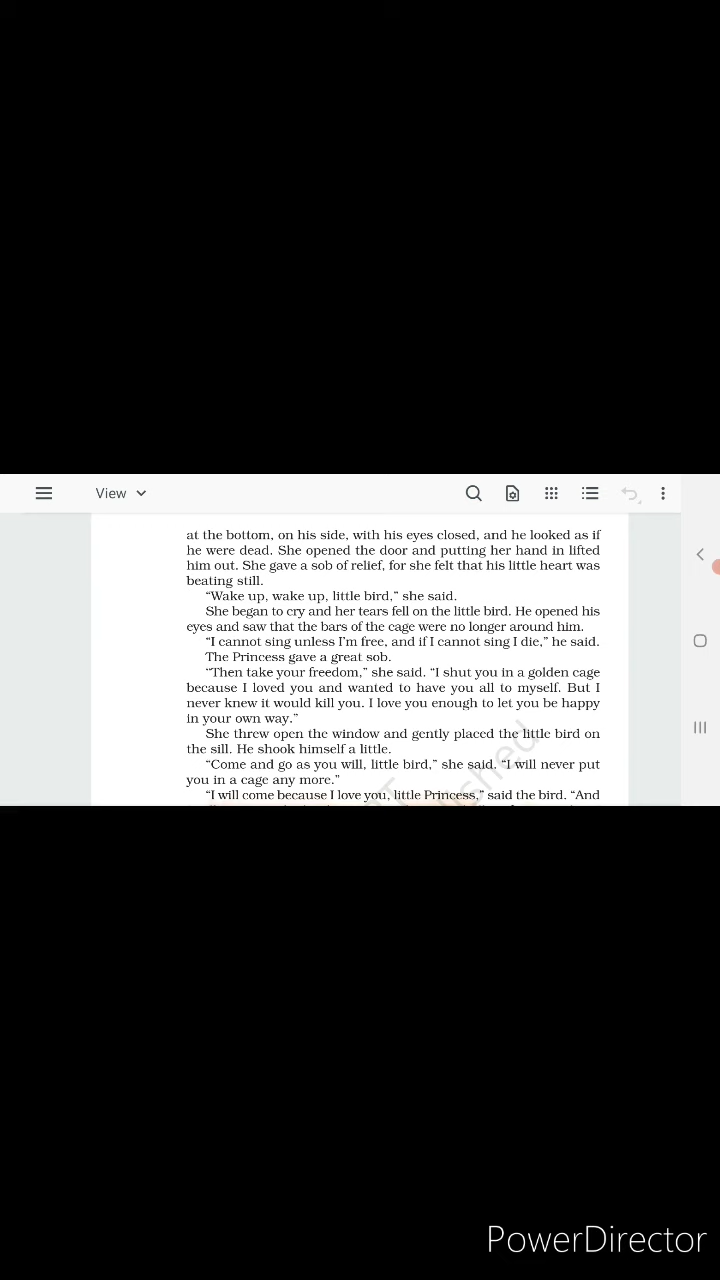 View
at the bottom, on his side, with his eyes closed, and he looked as if
he were dead. She opened the door and putting her hand in lifted
him out. She gave a sob of relief, for she felt that his little heart was
beating still.
“Wake up, wake up, little bird,” she said.
She began to cry and her tears fell on the little bird. He opened his
eyes and saw that the bars of the cage were no longer around him.
“I cannot sing unless I’m free, and if I cannot sing I die,” he said.
The Princess gave a great sob.
“Then take your freedom,” she said. “I shut you in a golden cage
because I loved you and wanted to have you all to myself. But I
never knew it would kill you. I love you enough to let you be happy
in your own way.”
She threw open the window and gently placed the little bird on
the sill. He shook himself a little.
“Come and go as you will, little bird,” she said. “I will never put
you in a cage any more.”
“I will come because I love you, little Princess,” said the bird. “And
PowerDirector